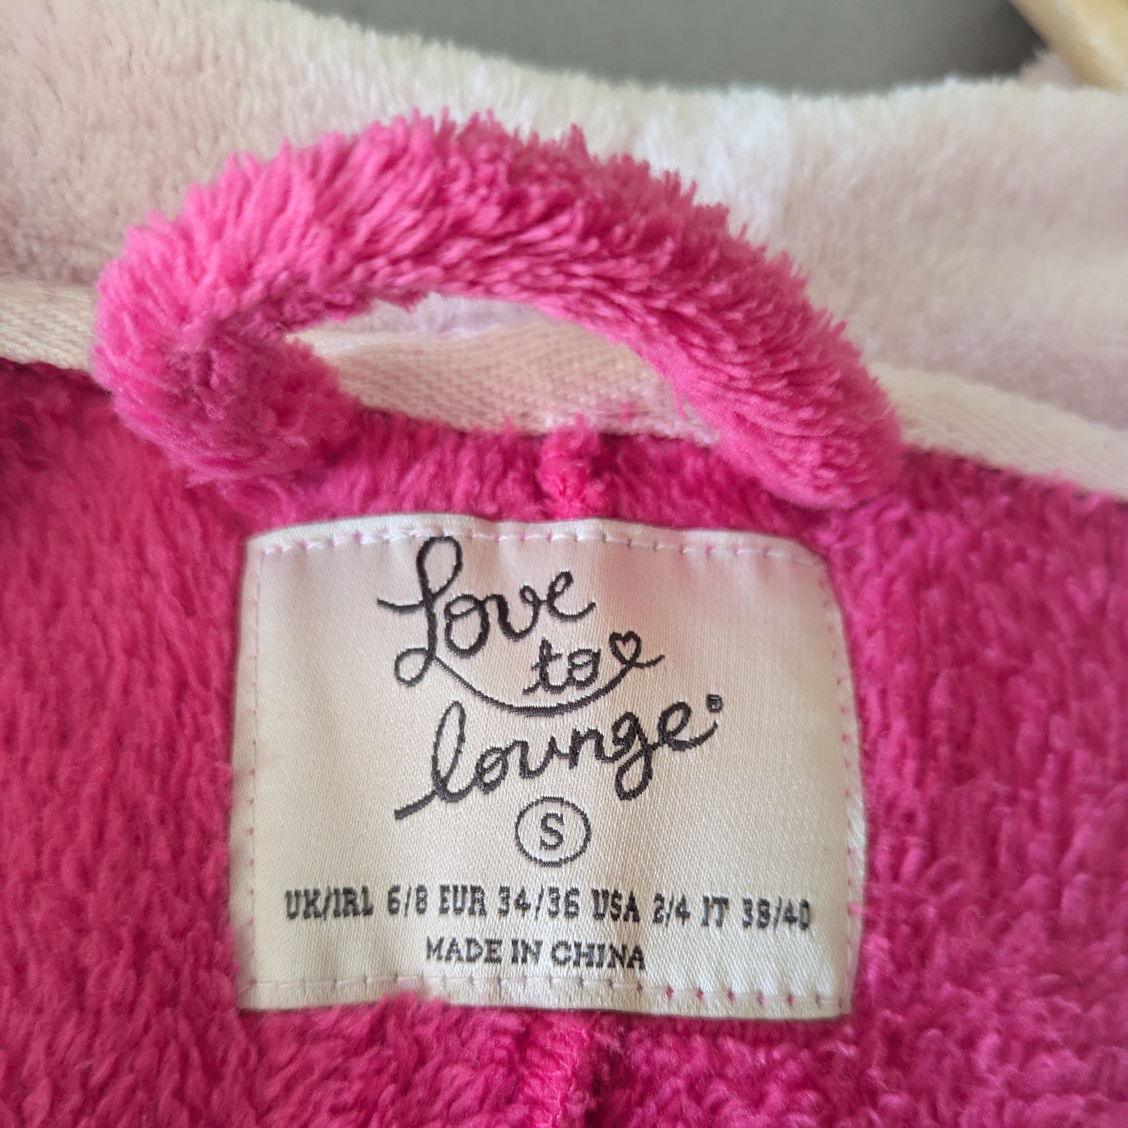 Love
to
lounge
S
UK/IRL 6/8 EUR 34/36 USA 2/4 IT 38/40
MADE IN CHINA